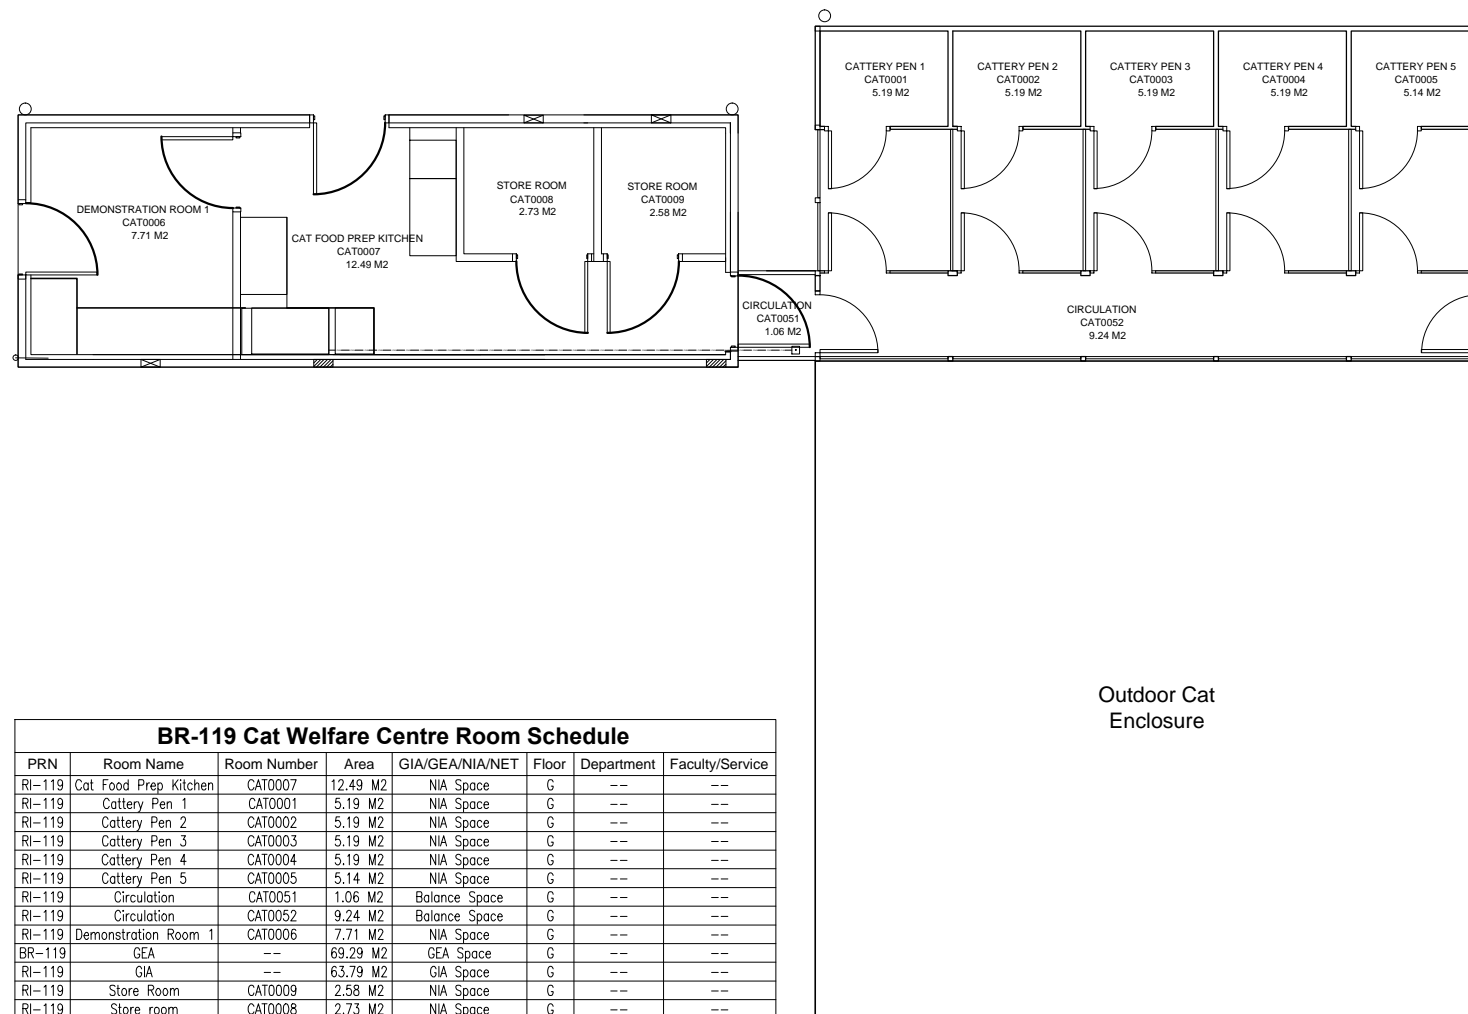 CATTERY PEN 1
CAT0001
5.19 M2
CATTERY PEN 2
CAT0002
5.19 M2
CATTERY PEN 3
CAT0003
5.19 M2
CATTERY PEN 4
CAT0004
5.19 M2
CATTERY PEN 5
CAT0005
5.14 M2
DEMONSTRATION ROOM 1
CAT0006
7.71 M2
CAT FOOD PREP KITCHEN
CAT0007
12.49 M2
STORE ROOM
CAT0008
2.73 M2
STORE ROOM
CAT0009
2.58 M2
CIRCULATION
CAT0051
1.06 M2
CIRCULATION
CAT0052
9.24 M2
Outdoor Cat
Enclosure
BR-119 Cat Welfare Centre Room Schedule
PRN Room Name Room Number Area GIA/GEA/NIA/NET Floor Department Faculty/Service
RI-119 Cat Food Prep Kitchen CAT0007 12.49 M2 NIA Space G -- --
RI-119 Cattery Pen 1 CAT0001 5.19 M2 NIA Space G -- --
RI-119 Cattery Pen 2 CAT0002 5.19 M2 NIA Space G -- --
RI-119 Cattery Pen 3 CAT0003 5.19 M2 NIA Space G -- --
RI-119 Cattery Pen 4 CAT0004 5.19 M2 NIA Space G -- --
RI-119 Cattery Pen 5 CAT0005 5.14 M2 NIA Space G -- --
RI-119 Circulation CAT0051 1.06 M2 Balance Space G -- --
RI-119 Circulation CAT0052 9.24 M2 Balance Space G -- --
RI-119 Demonstration Room 1 CAT0006 7.71 M2 NIA Space G -- --
BR-119 GEA -- 69.29 M2 GEA Space G -- --
RI-119 GIA -- 63.79 M2 GIA Space G -- --
RI-119 Store Room CAT0009 2.58 M2 NIA Space G -- --
RI-119 Store room CAT0008 2.73 M2 NIA Space G -- --